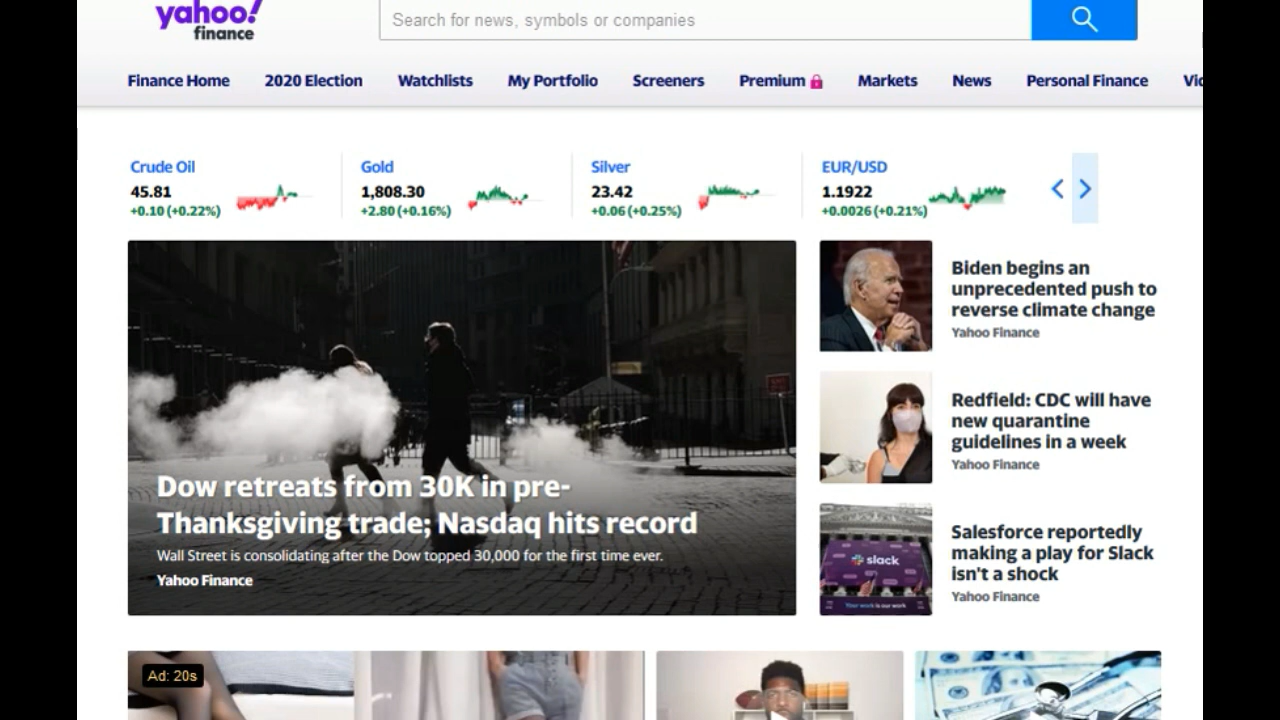 yahoo!
finance
Search for news, symbols or companies
Finance Home 2020 Election Watchlists My Portfolio Screeners Premium Markets News Personal Finance Vic
Crude Oil
45.81
+0.10 (+0.22%)
Gold
1,808.30
+2.80 (+0.16%)
Silver
23.42
+0.06 (+0.25%)
EUR/USD
1.1922
+0.0026 (+0.21%)
Dow retreats from 30K in pre-
Thanksgiving trade; Nasdaq hits record
Wall Street is consolidating after the Dow topped 30,000 for the first time ever.
Yahoo Finance
Biden begins an
unprecedented push to
reverse climate change
Yahoo Finance
Redfield: CDC will have
new quarantine
guidelines in a week
Yahoo Finance
slack
Your work is our work
Salesforce reportedly
making a play for Slack
isn't a shock
Yahoo Finance
Ad: 20s